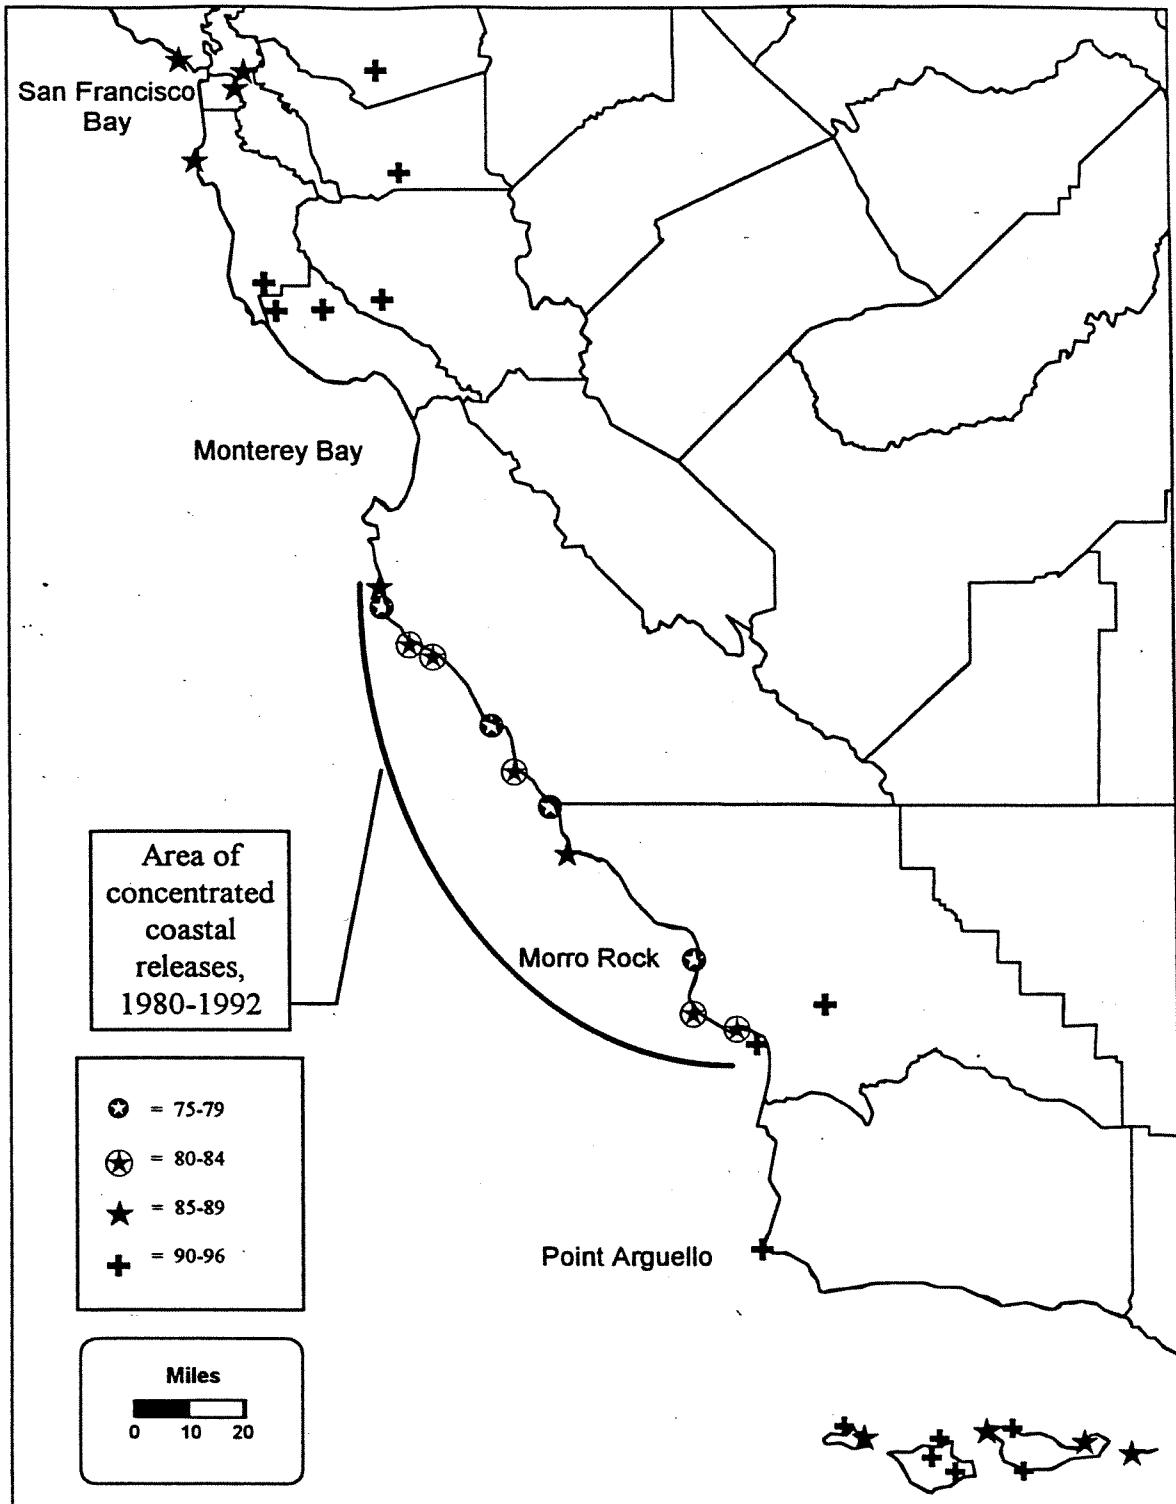 San Francisco
Bay
Monterey Bay
Area of
concentrated
coastal
releases,
1980-1992
Morro Rock
= 75-79
= 80-84
= 85-89
= 90-96
Point Arguello
Miles
0 10 20